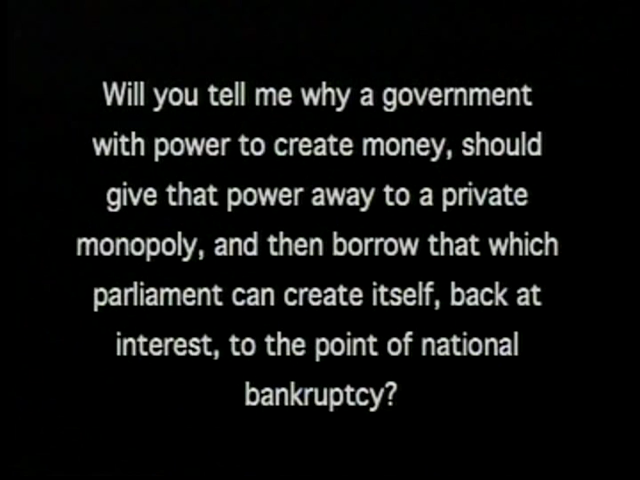 Will you tell me why a government
with power to create money, should
give that power away to a private
monopoly, and then borrow that which
parliament can create itself, back at
interest, to the point of national
bankruptcy?